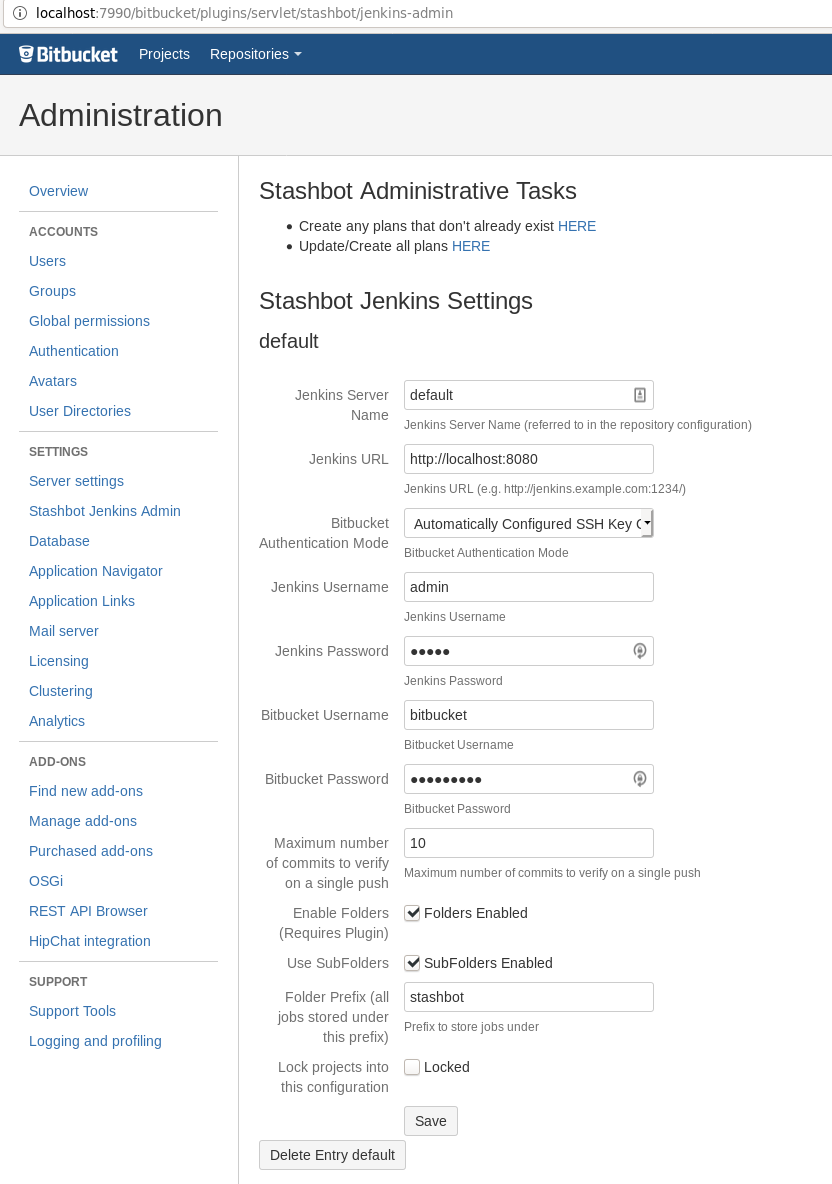 localhost:7990/bitbucket/plugins/servlet/stashbot/jenkins-admin
Bitbucket Projects Repositories
Administration
Overview
ACCOUNTS
Users
Groups
Global permissions
Authentication
Avatars
User Directories
SETTINGS
Server settings
Stashbot Jenkins Admin
Database
Application Navigator
Application Links
Mail server
Licensing
Clustering
Analytics
ADD-ONS
Find new add-ons
Manage add-ons
Purchased add-ons
OSGi
REST API Browser
HipChat integration
SUPPORT
Support Tools
Logging and profiling
Stashbot Administrative Tasks
Create any plans that don't already exist HERE
Update/Create all plans HERE
Stashbot Jenkins Settings
default
Jenkins Server
Name
default
Jenkins Server Name (referred to in the repository configuration)
Jenkins URL
http://localhost:8080
Jenkins URL (e.g. http://jenkins.example.com:1234/)
Bitbucket
Authentication Mode
Automatically Configured SSH Key
Bitbucket Authentication Mode
Jenkins Username
admin
Jenkins Username
Jenkins Password
●●●●●
Jenkins Password
Bitbucket Username
bitbucket
Bitbucket Username
Bitbucket Password
●●●●●●●●●
Bitbucket Password
Maximum number
of commits to verify
on a single push
10
Maximum number of commits to verify on a single push
Enable Folders
(Requires Plugin)
Folders Enabled
Use SubFolders
SubFolders Enabled
Folder Prefix (all
jobs stored under
this prefix)
stashbot
Prefix to store jobs under
Lock projects into
this configuration
Locked
Save
Delete Entry default